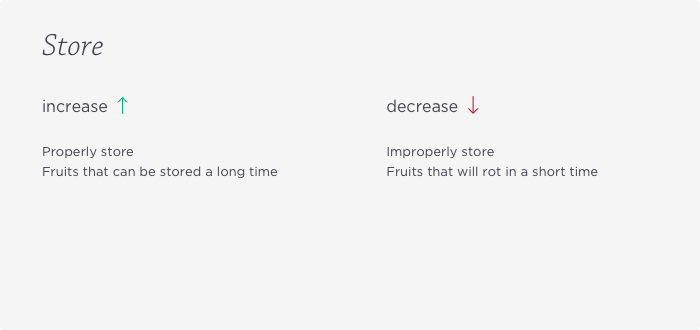 Store
increase ↑
decrease ↓
Properly store
Fruits that can be stored a long time
Improperly store
Fruits that will rot in a short time